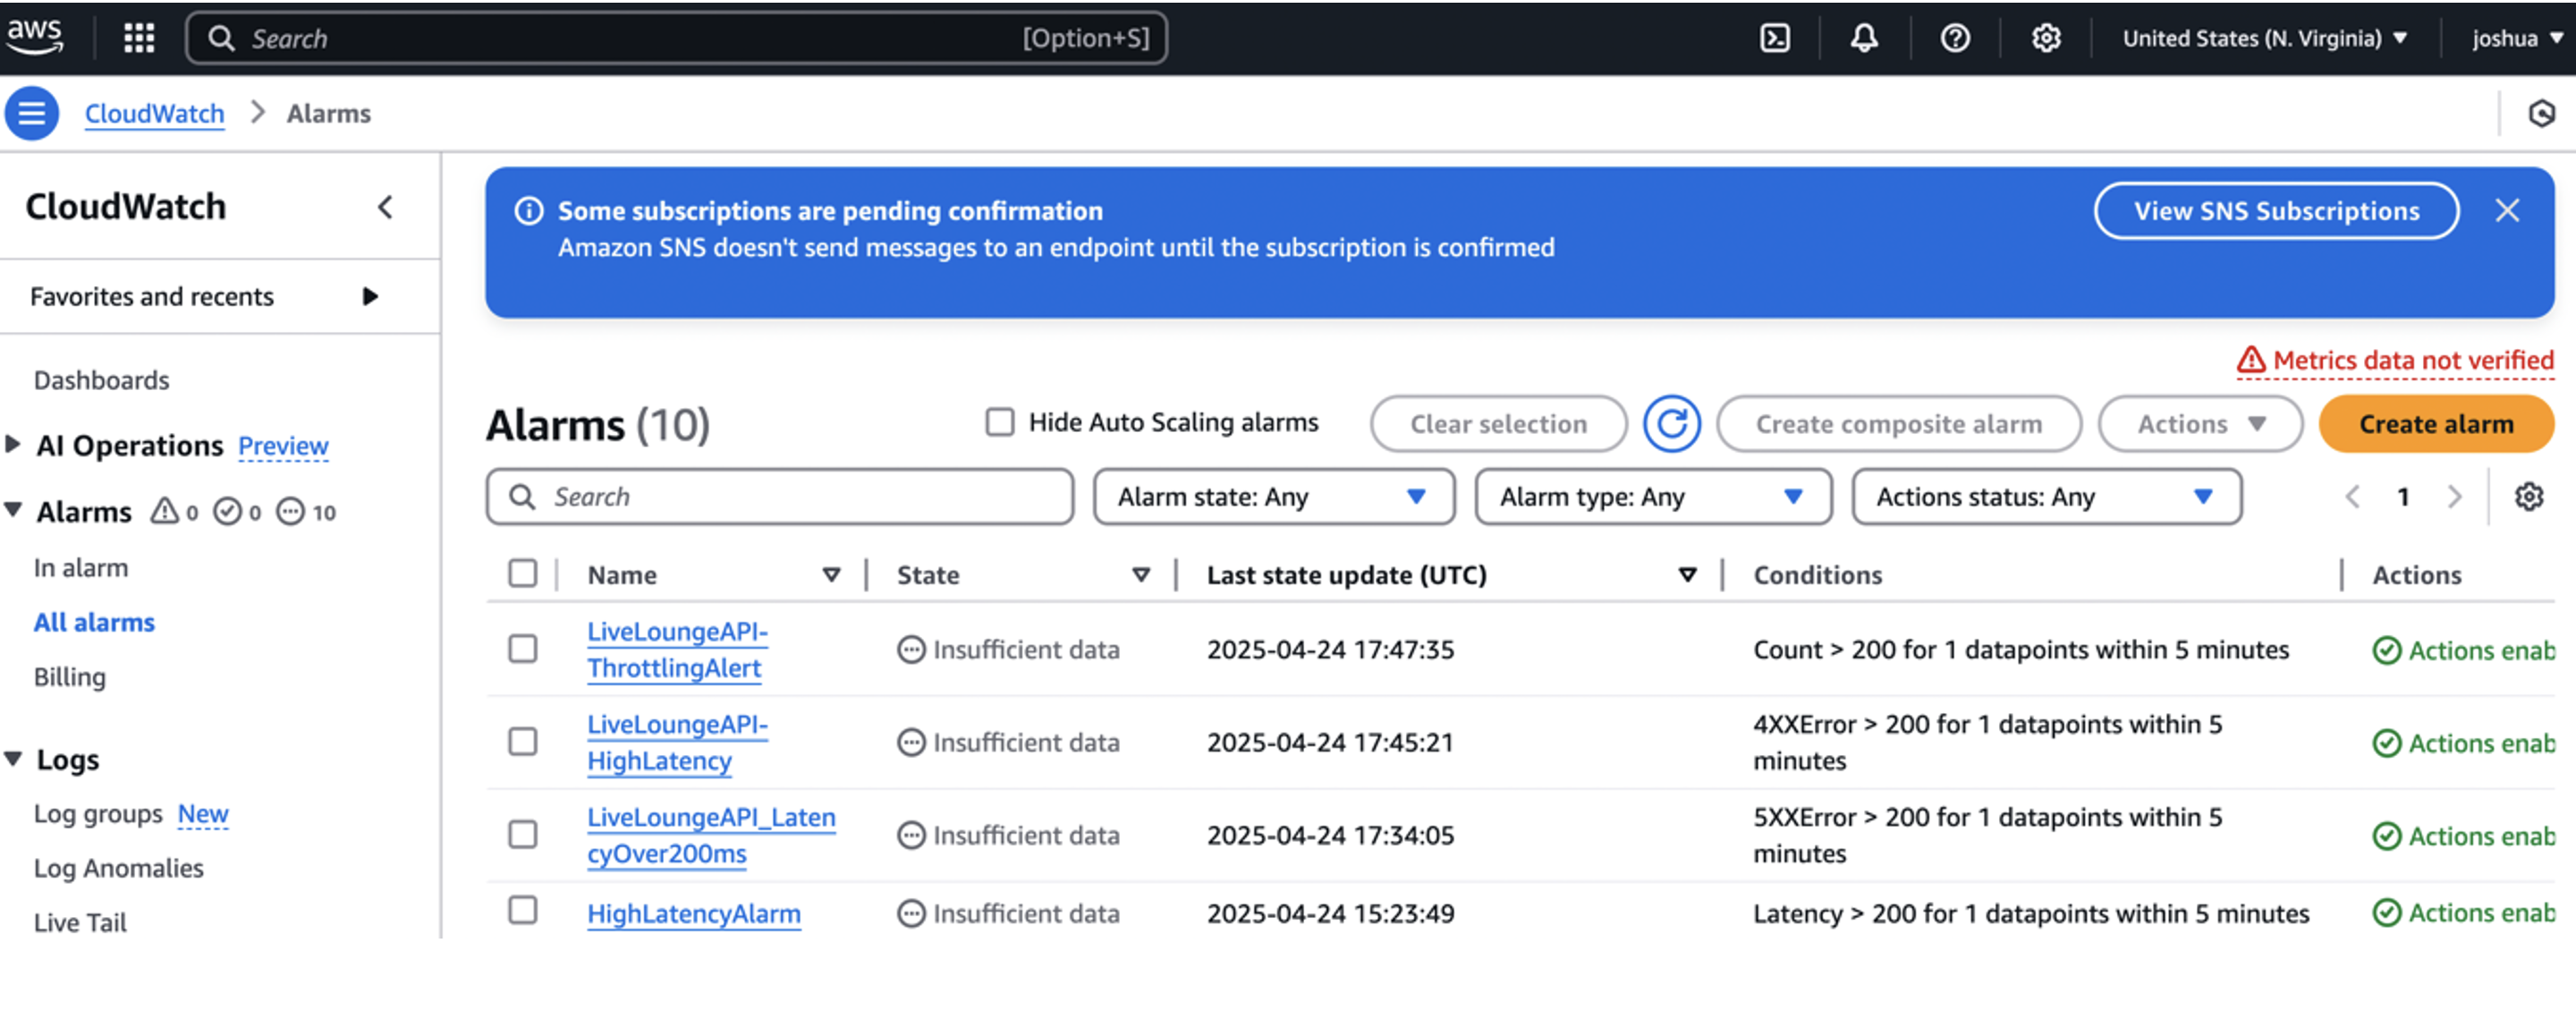 aws
Search [Option+S] United States (N. Virginia) joshua
CloudWatch > Alarms
CloudWatch
Favorites and recents
Dashboards
AI Operations Preview
Alarms 0 0 10
In alarm
All alarms
Billing
Logs
Log groups New
Log Anomalies
Live Tail
Some subscriptions are pending confirmation
Amazon SNS doesn't send messages to an endpoint until the subscription is confirmed
View SNS Subscriptions
Metrics data not verified
Alarms (10) Hide Auto Scaling alarms Clear selection Create composite alarm Actions Create alarm
Search Alarm state: Any Alarm type: Any Actions status: Any 1
Name State Last state update (UTC) Conditions Actions
LiveLoungeAPI-
ThrottlingAlert
Insufficient data 2025-04-24 17:47:35 Count > 200 for 1 datapoints within 5 minutes Actions enab
LiveLoungeAPI-
HighLatency
Insufficient data 2025-04-24 17:45:21
4XXError > 200 for 1 datapoints within 5
minutes
Actions enab
LiveLoungeAPI_Laten
cyOver200ms
Insufficient data 2025-04-24 17:34:05
5XXError > 200 for 1 datapoints within 5
minutes
Actions enab
HighLatencyAlarm Insufficient data 2025-04-24 15:23:49 Latency > 200 for 1 datapoints within 5 minutes Actions enab